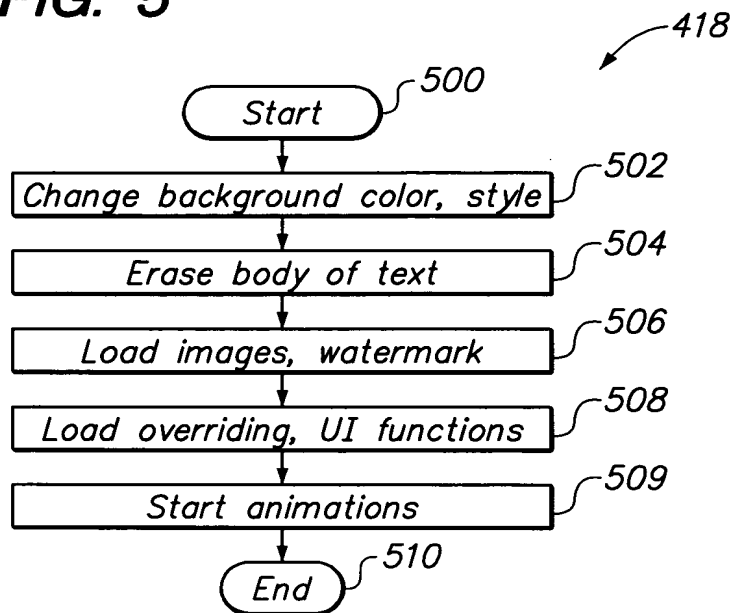 FIG. 5
418
Start
500
Change background color, style
502
Erase body of text
504
Load images, watermark
506
Load overriding, UI functions
508
Start animations
509
End
510